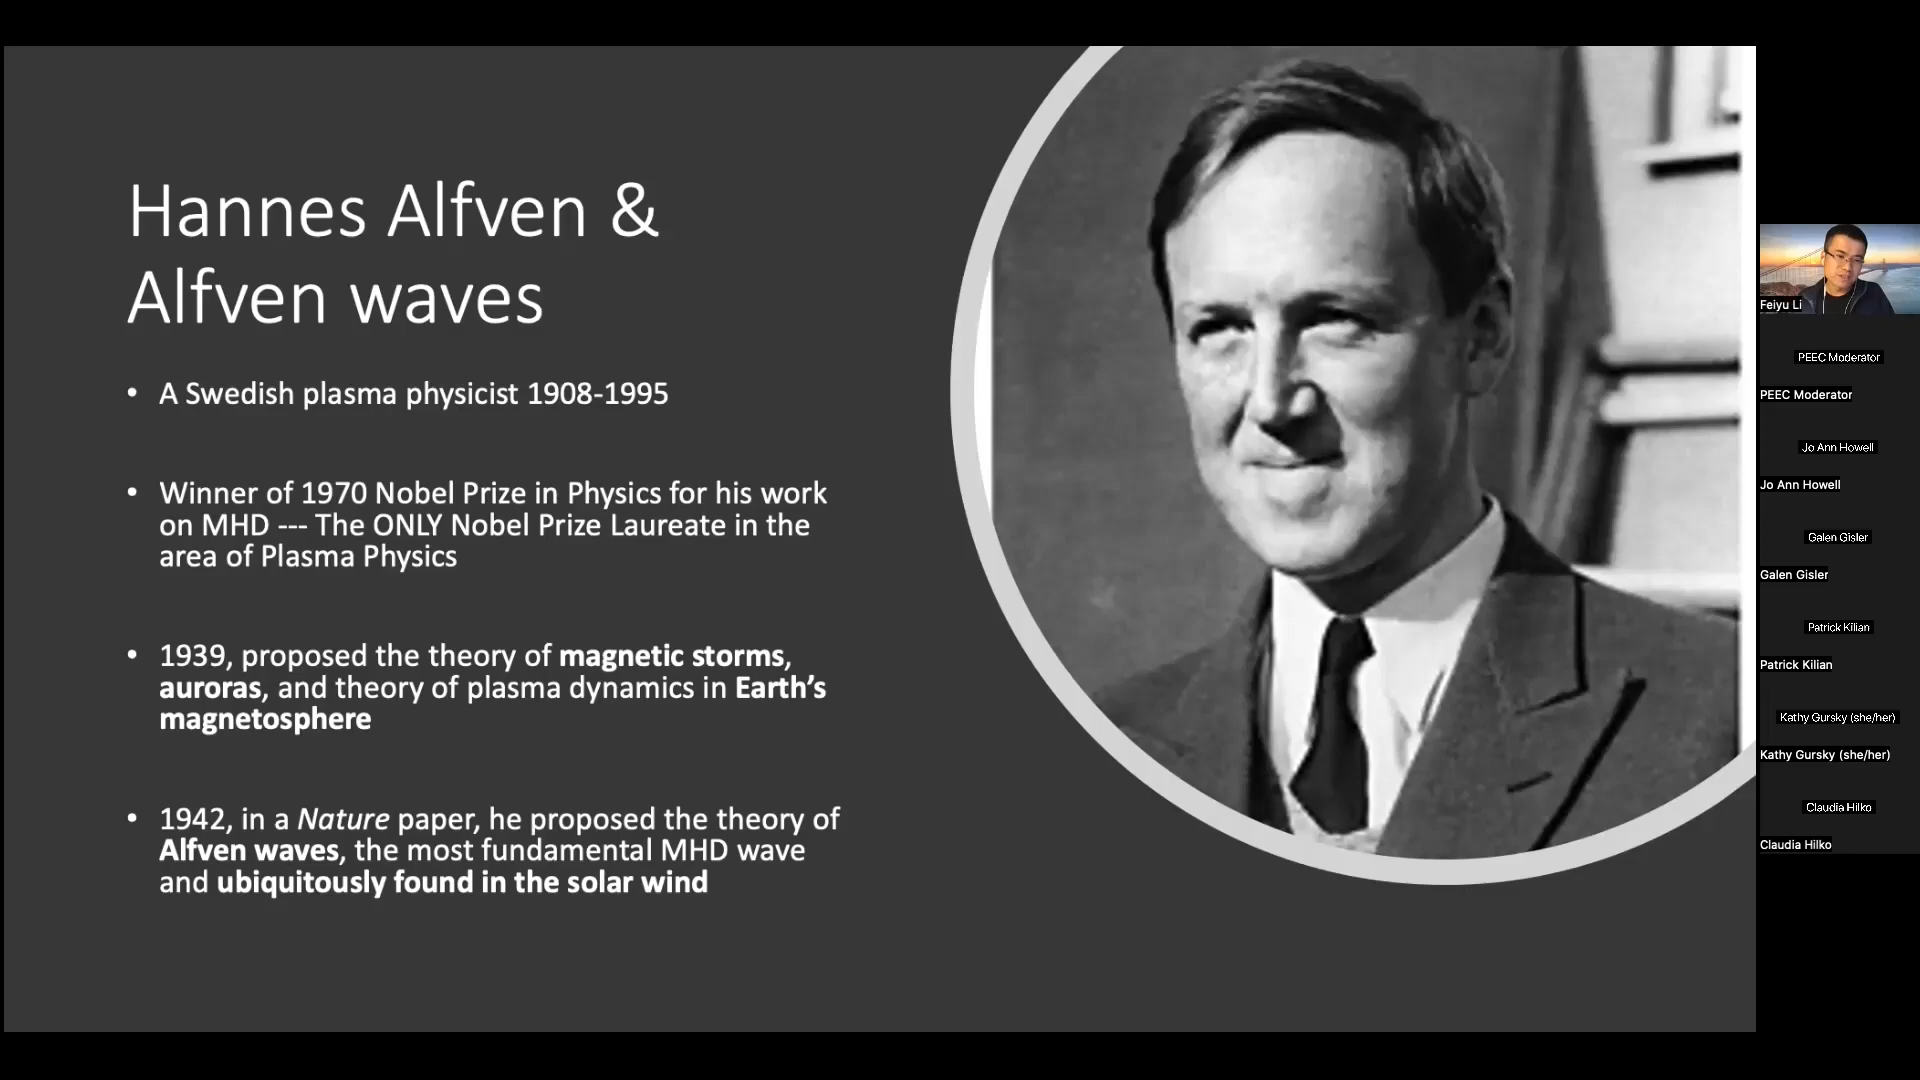 Hannes Alfven &
Alfven waves
• A Swedish plasma physicist 1908-1995
• Winner of 1970 Nobel Prize in Physics for his work
on MHD --- The ONLY Nobel Prize Laureate in the
area of Plasma Physics
• 1939, proposed the theory of magnetic storms,
auroras, and theory of plasma dynamics in Earth’s
magnetosphere
• 1942, in a Nature paper, he proposed the theory of
Alfven waves, the most fundamental MHD wave
and ubiquitously found in the solar wind
Feiyu Li
PEEC Moderator
PEEC Moderator
Jo Ann Howell
Jo Ann Howell
Galen Gisler
Galen Gisler
Patrick Kilian
Patrick Kilian
Kathy Gursky (she/her)
Kathy Gursky (she/her)
Claudia Hilko
Claudia Hilko